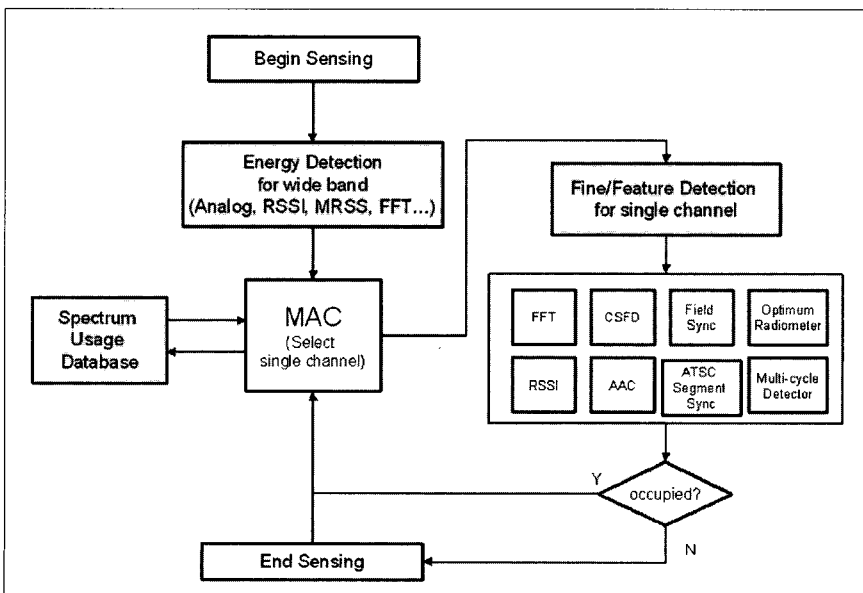 Begin Sensing
Energy Detection
for wide band
(Analog, RSSI, MRSS, FFT...)
Fine/Feature Detection
for single channel
Spectrum
Usage
Database
MAC
(Select
single channel)
FFT
CSFD
Field
Sync
Optimum
Radiometer
RSSI
AAC
ATSC
Segment
Sync
Multi-cycle
Detector
Y
occupied?
N
End Sensing